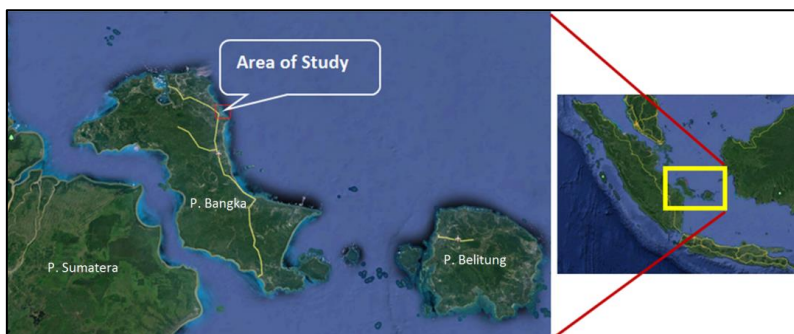 Area of Study
P. Bangka
P. Sumatera
P. Belitung